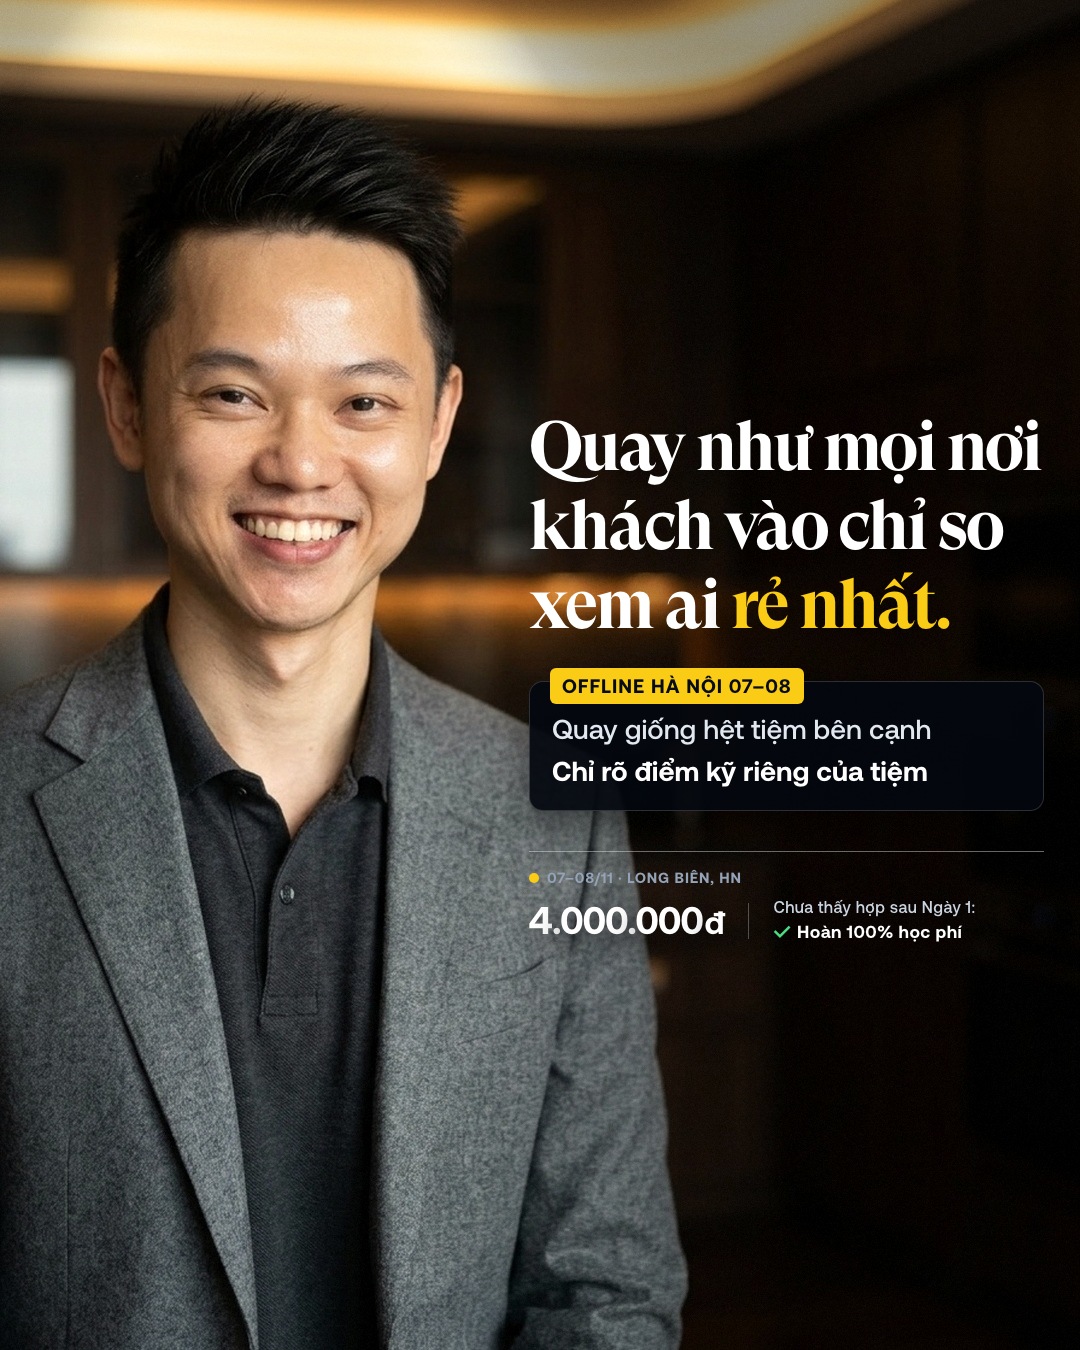 Quay như mọi nơi
khách vào chỉ so
xem ai rẻ nhất.
OFFLINE HÀ NỘI 07–08
Quay giống hệt tiệm bên cạnh
Chỉ rõ điểm kỹ riêng của tiệm
07–08/11 · LONG BIÊN, HN
4.000.000đ
Chưa thấy hợp sau Ngày 1:
✓ Hoàn 100% học phí